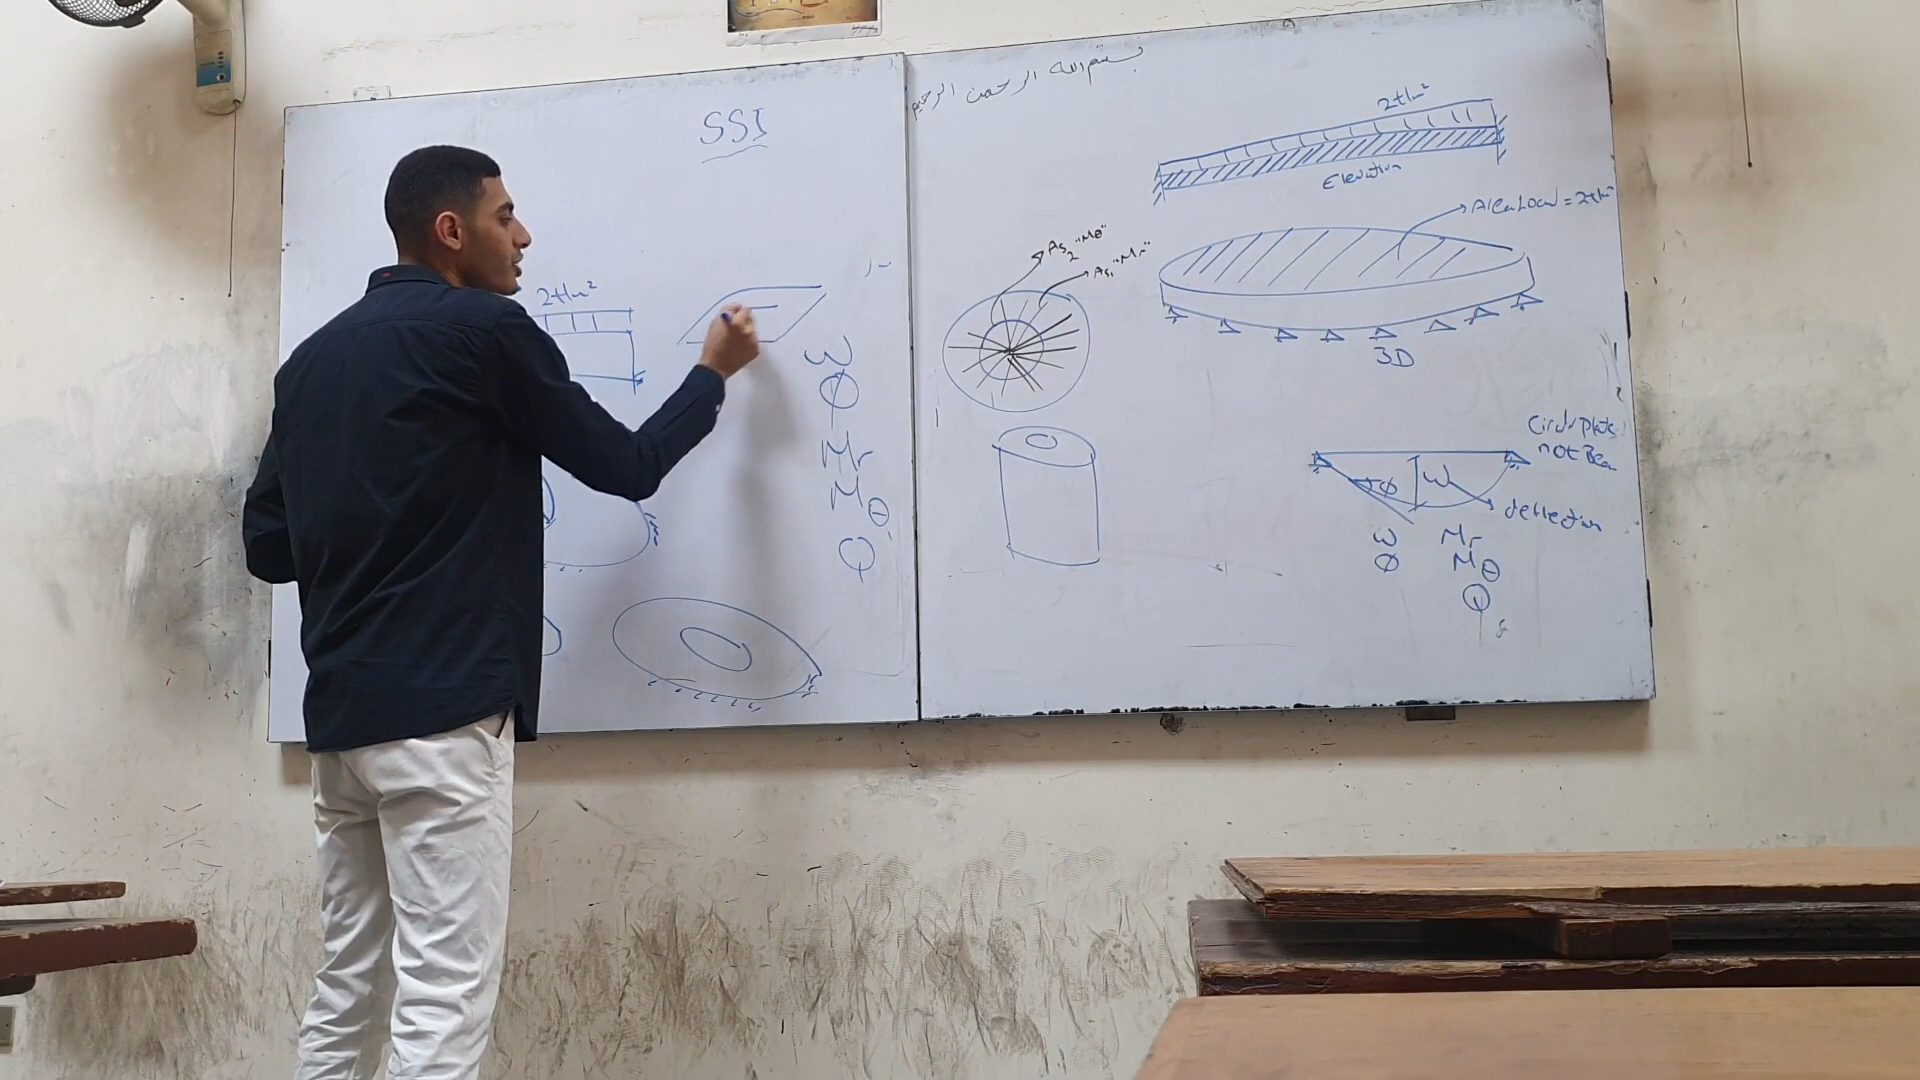 SSI
2t/m²
ω
Φ
Mr
Mθ
Q
بسم الله الرحمن الرحيم
2t/m²
Elevation
Area Load = 2t/m²
As₂ "Mθ"
As₁ "Mr"
3D
Circular Plate
not Beam
Φ
ω
deflection
ω Mr
Φ Mθ
Q